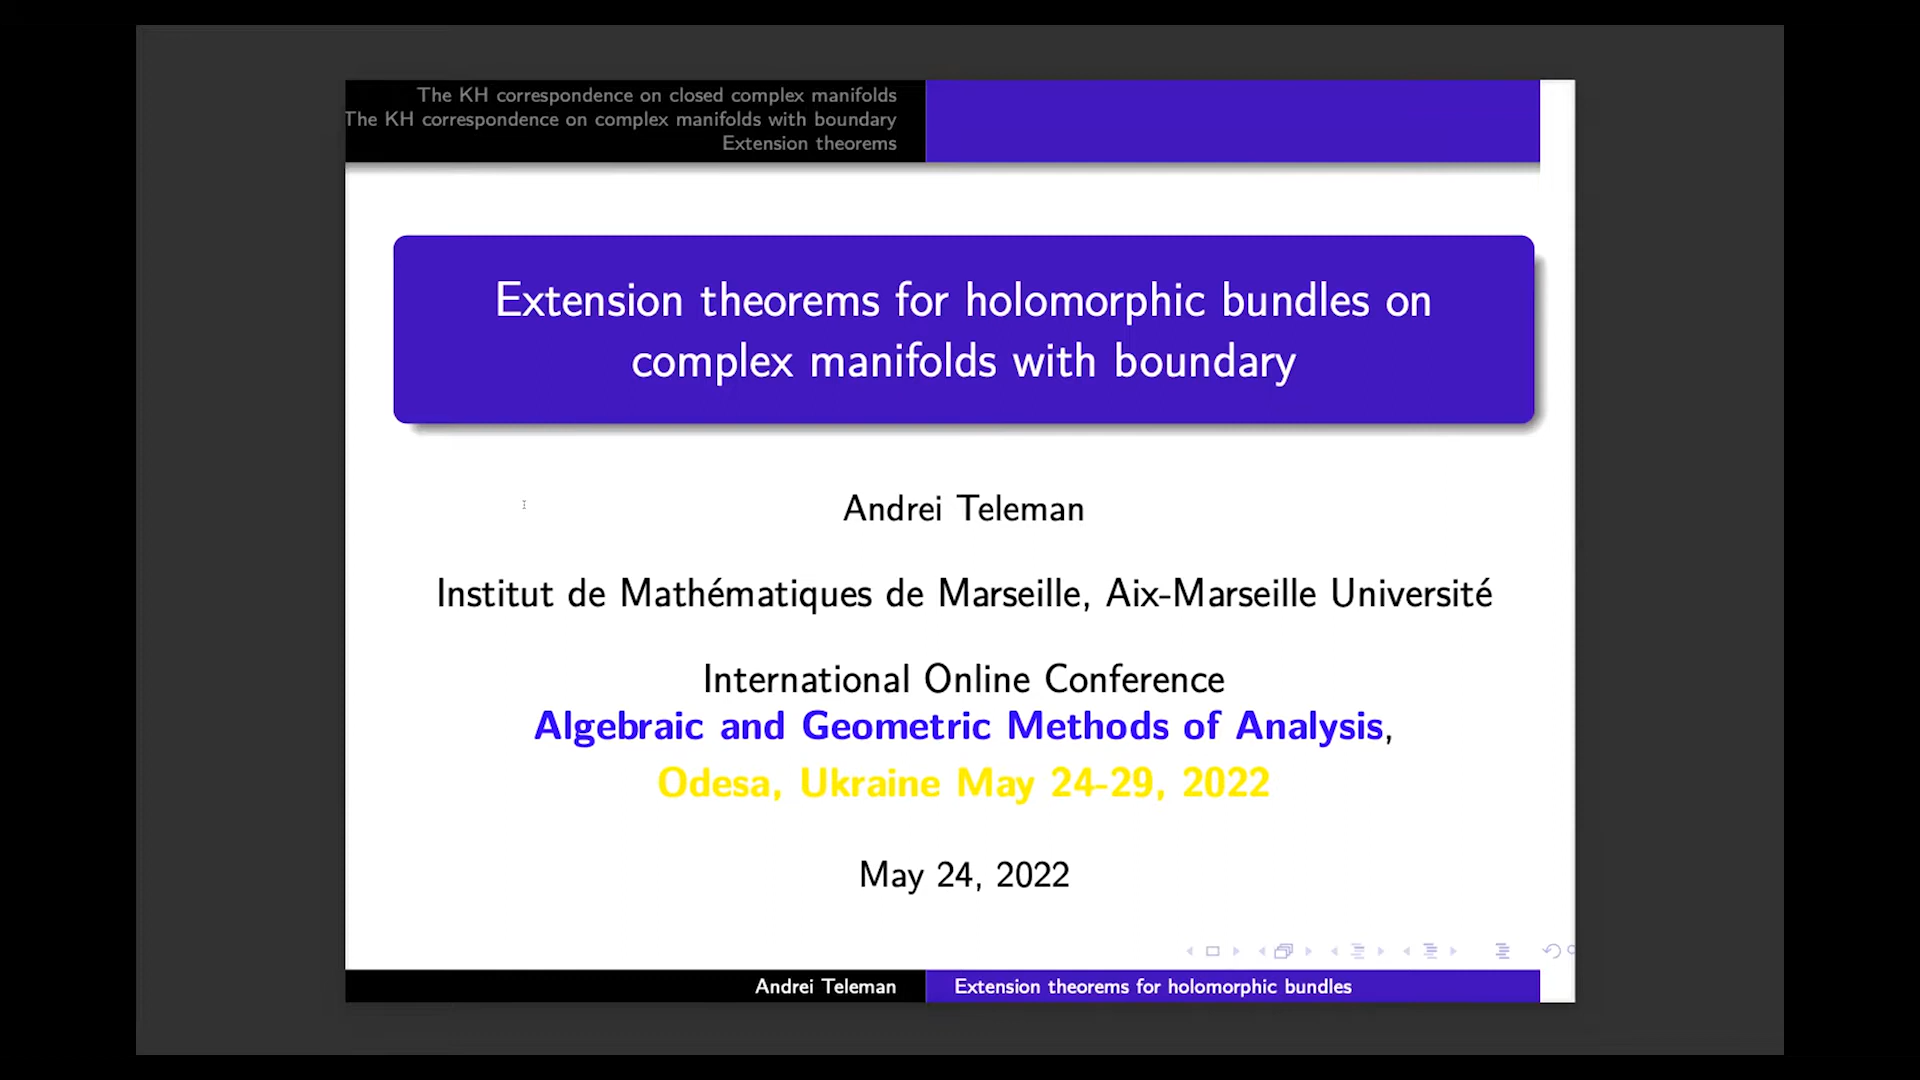 The KH correspondence on closed complex manifolds
The KH correspondence on complex manifolds with boundary
Extension theorems
Extension theorems for holomorphic bundles on
complex manifolds with boundary
Andrei Teleman
Institut de Mathématiques de Marseille, Aix-Marseille Université
International Online Conference
Algebraic and Geometric Methods of Analysis,
Odesa, Ukraine May 24-29, 2022
May 24, 2022
Andrei Teleman
Extension theorems for holomorphic bundles